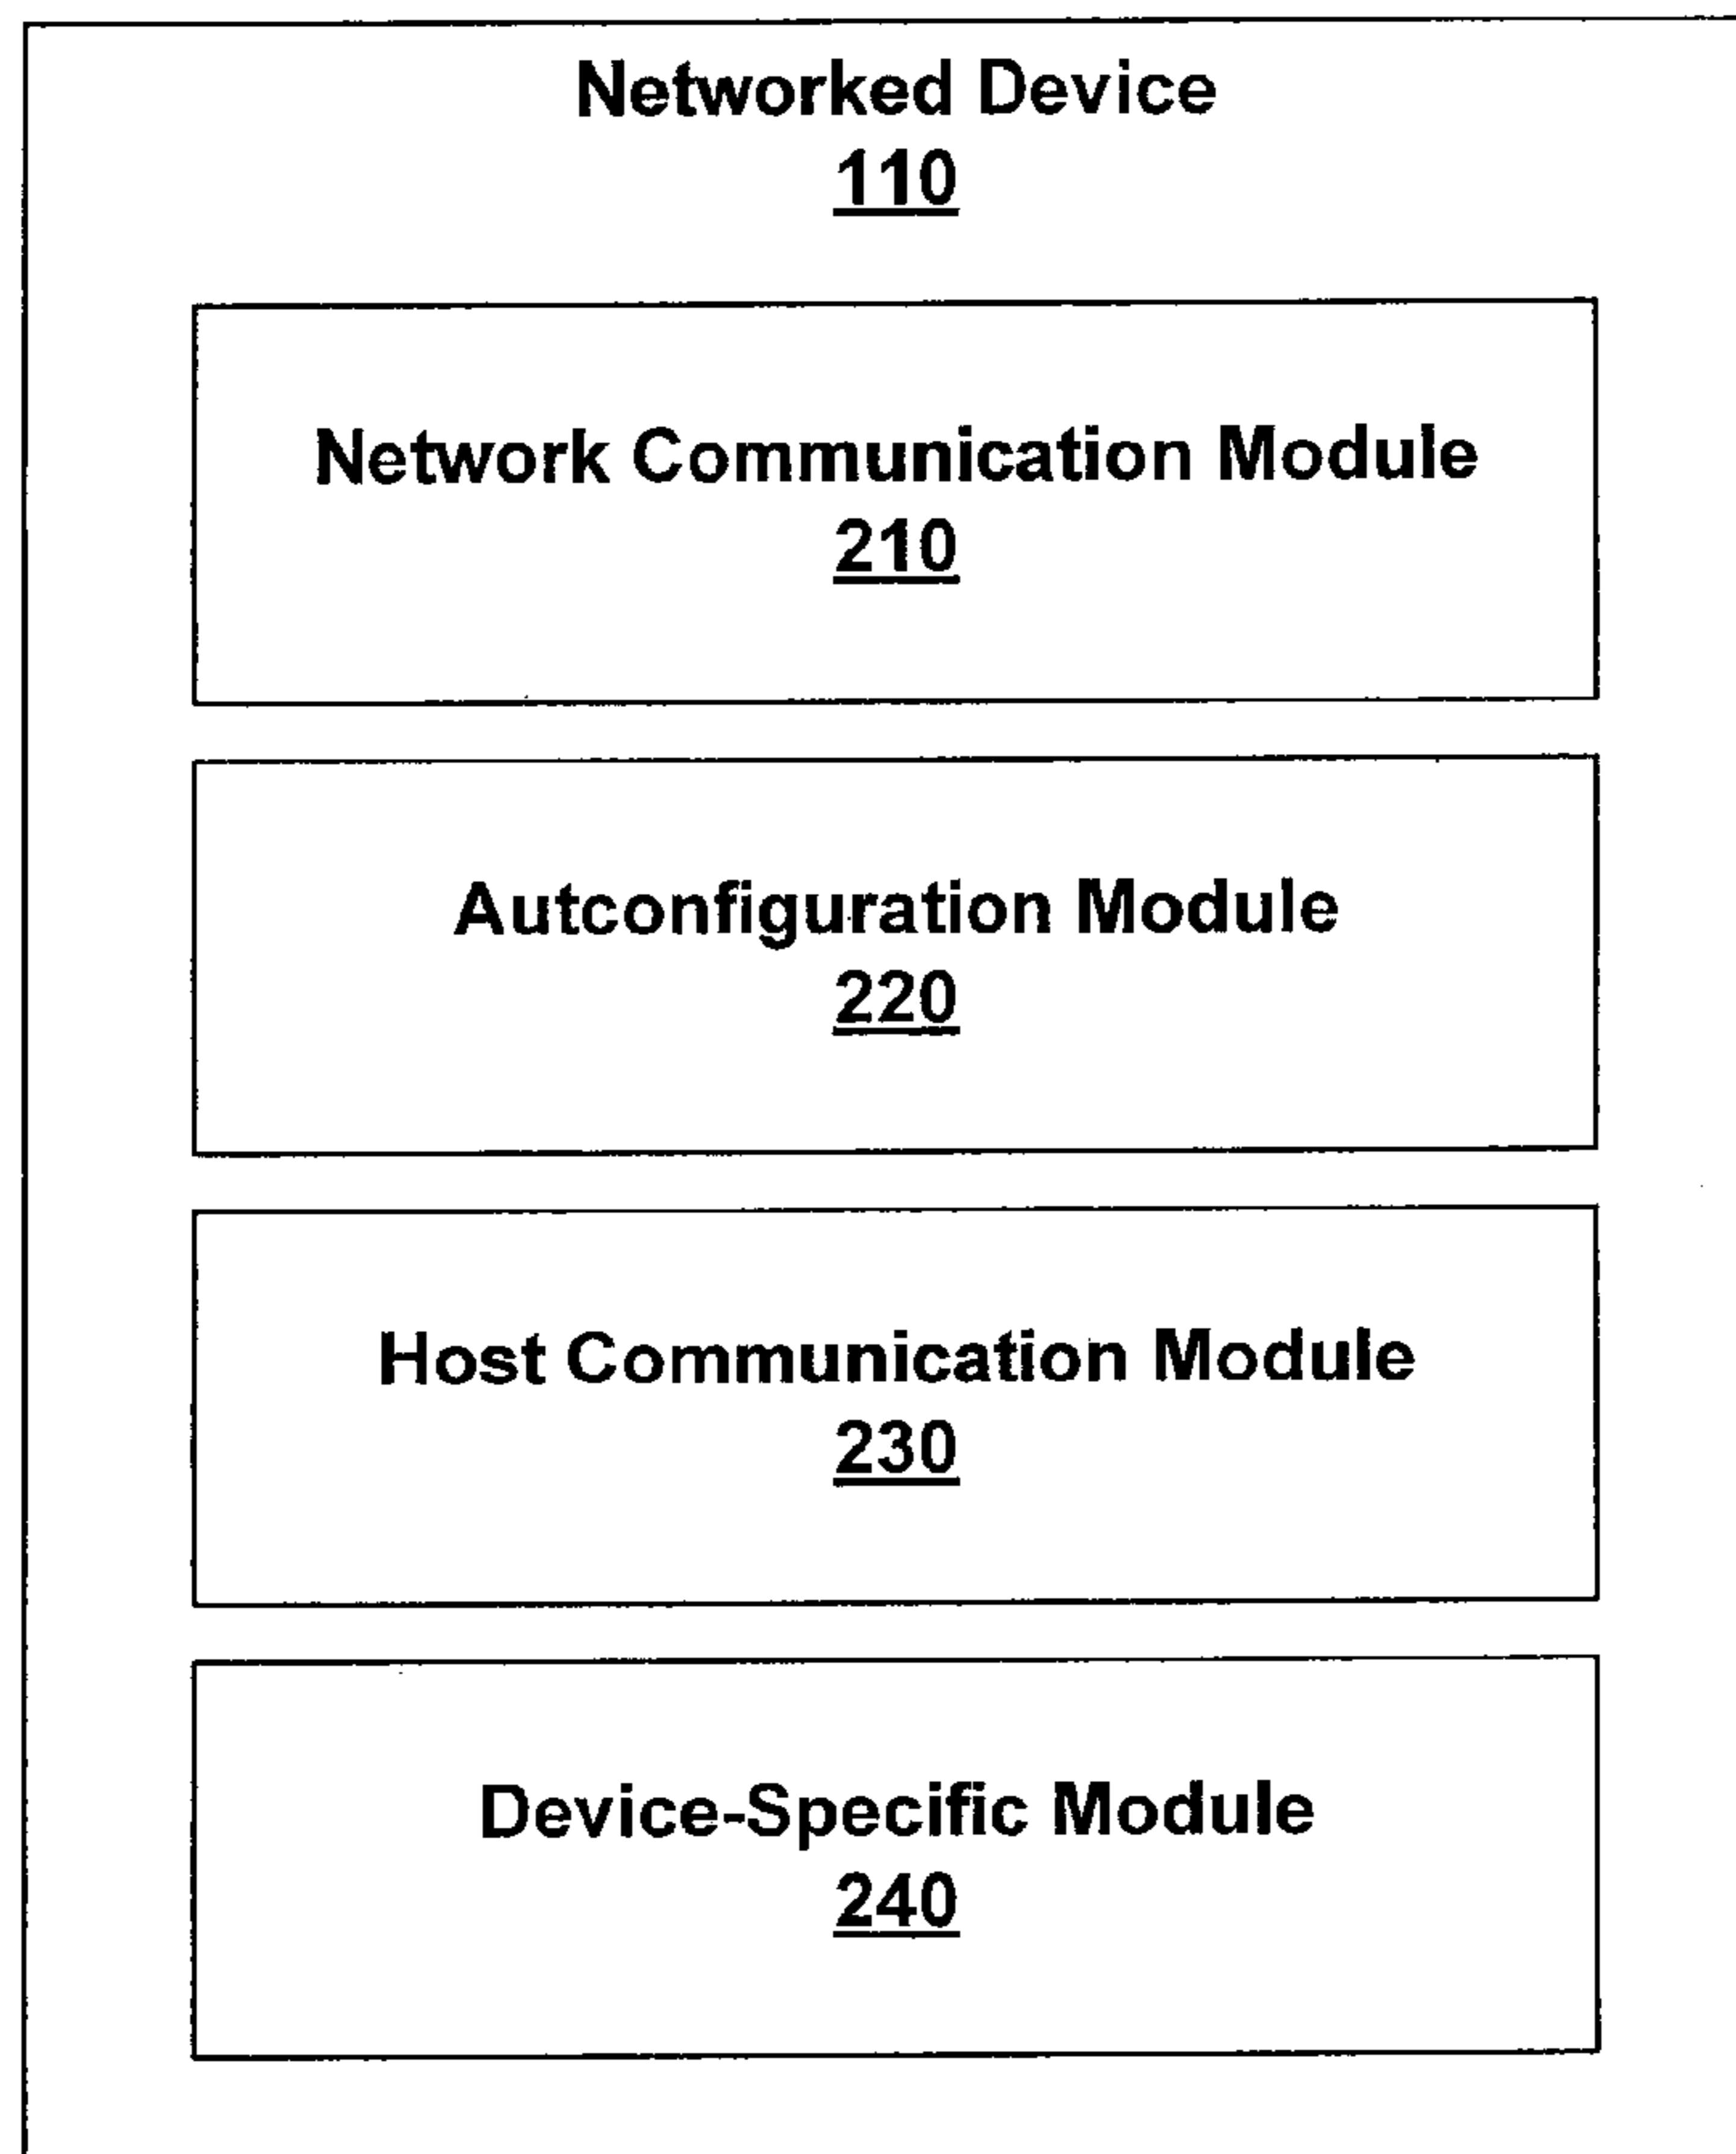 Networked Device
110
Network Communication Module
210
Autconfiguration Module
220
Host Communication Module
230
Device-Specific Module
240